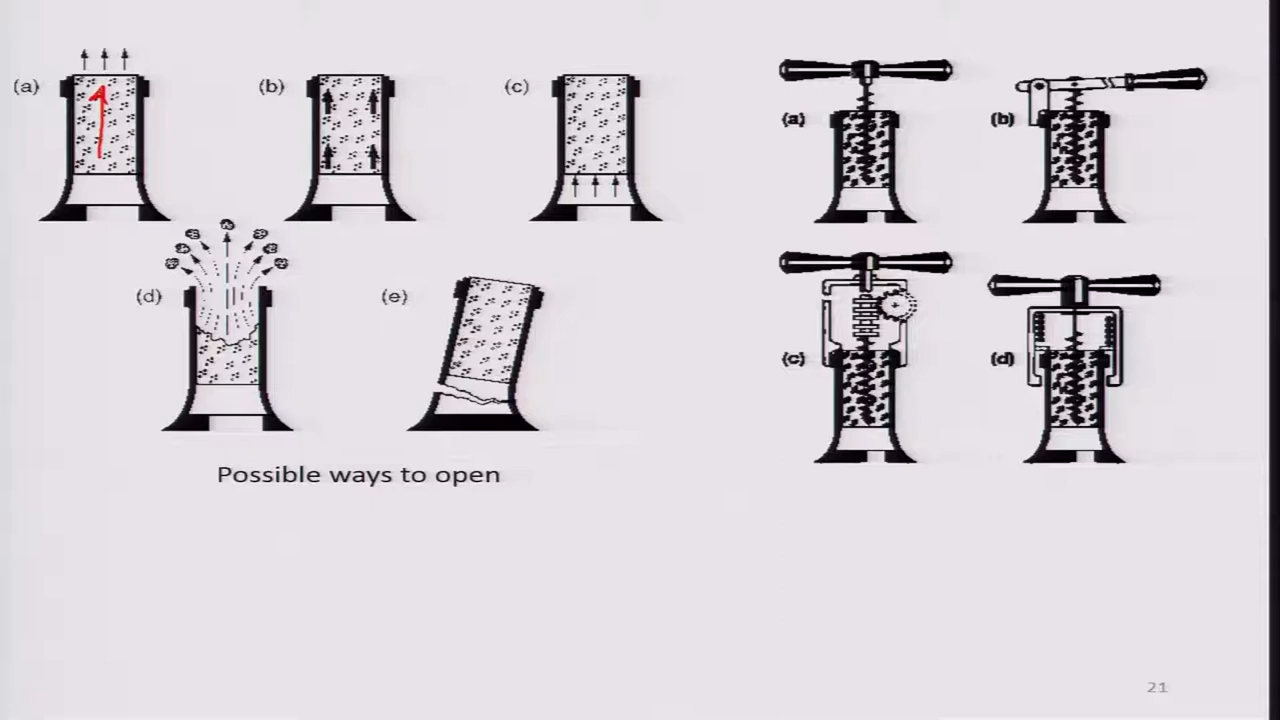 (a) (b) (c) (a) (b)
(d) (e) (c) (d)
Possible ways to open
21